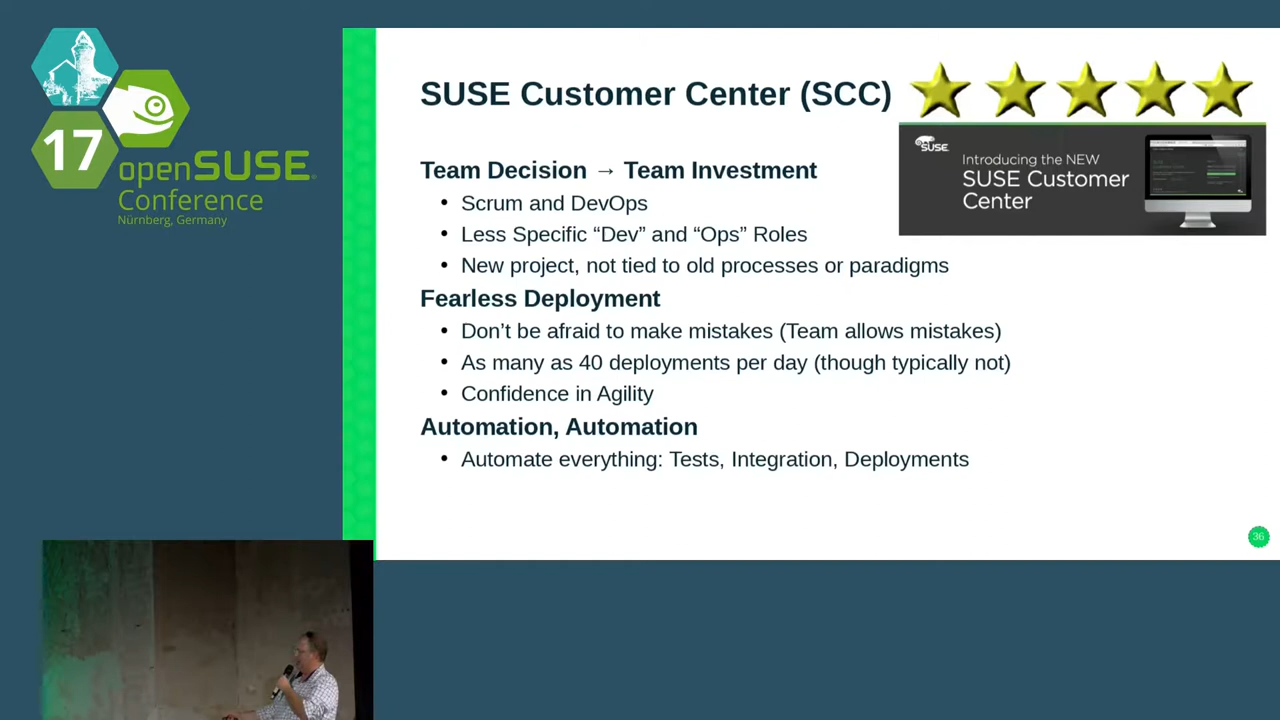 17
openSUSE
Conference
Nürnberg, Germany
SUSE Customer Center (SCC)
SUSE
Introducing the NEW
SUSE Customer
Center
Team Decision → Team Investment
• Scrum and DevOps
• Less Specific “Dev” and “Ops” Roles
• New project, not tied to old processes or paradigms
Fearless Deployment
• Don’t be afraid to make mistakes (Team allows mistakes)
• As many as 40 deployments per day (though typically not)
• Confidence in Agility
Automation, Automation
• Automate everything: Tests, Integration, Deployments
36